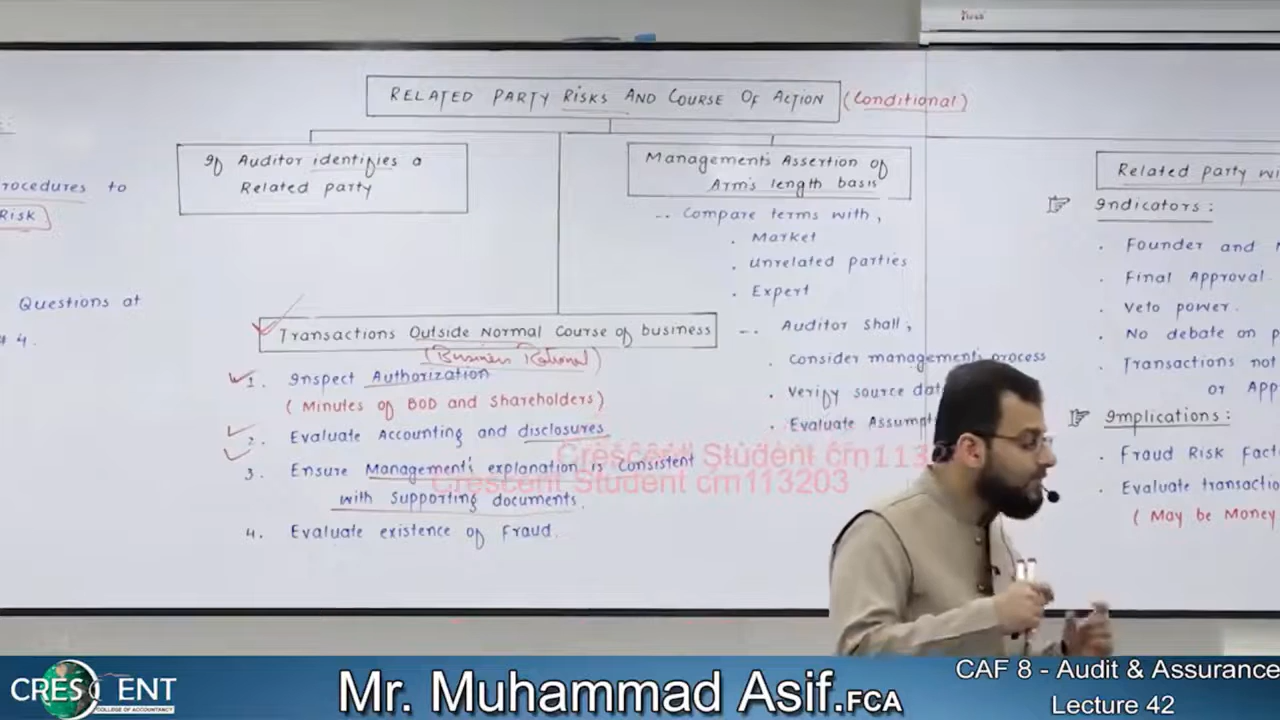 RELATED PARTY RISKS AND COURSE OF ACTION (Conditional)
If Auditor identifies a
Related party
rocedures to
Risk
Questions at
# 4.
Transactions Outside Normal Course of business
(Business Rational)
1. Inspect Authorization
(Minutes of BOD and Shareholders)
2. Evaluate Accounting and disclosures
3. Ensure Management's explanation is Consistent
with Supporting documents.
4. Evaluate existence of Fraud.
Management's Assertion of
Arm's length basis
-- Compare terms with,
. Market
. Unrelated parties
. Expert
-- Auditor Shall,
. Consider management's process
. Verify source dat
. Evaluate Assumpt
Related party wi
Indicators:
. Founder and
. Final Approval.
. Veto power.
. No debate on p
. Transactions not
or App
Implications:
. Fraud Risk Fact
. Evaluate transactio
(May be Money
Crescent Student crn1132
Crescent Student crn113203
CRESCENT
COLLEGE OF ACCOUNTANCY
Mr. Muhammad Asif.FCA
CAF 8 - Audit & Assurance
Lecture 42